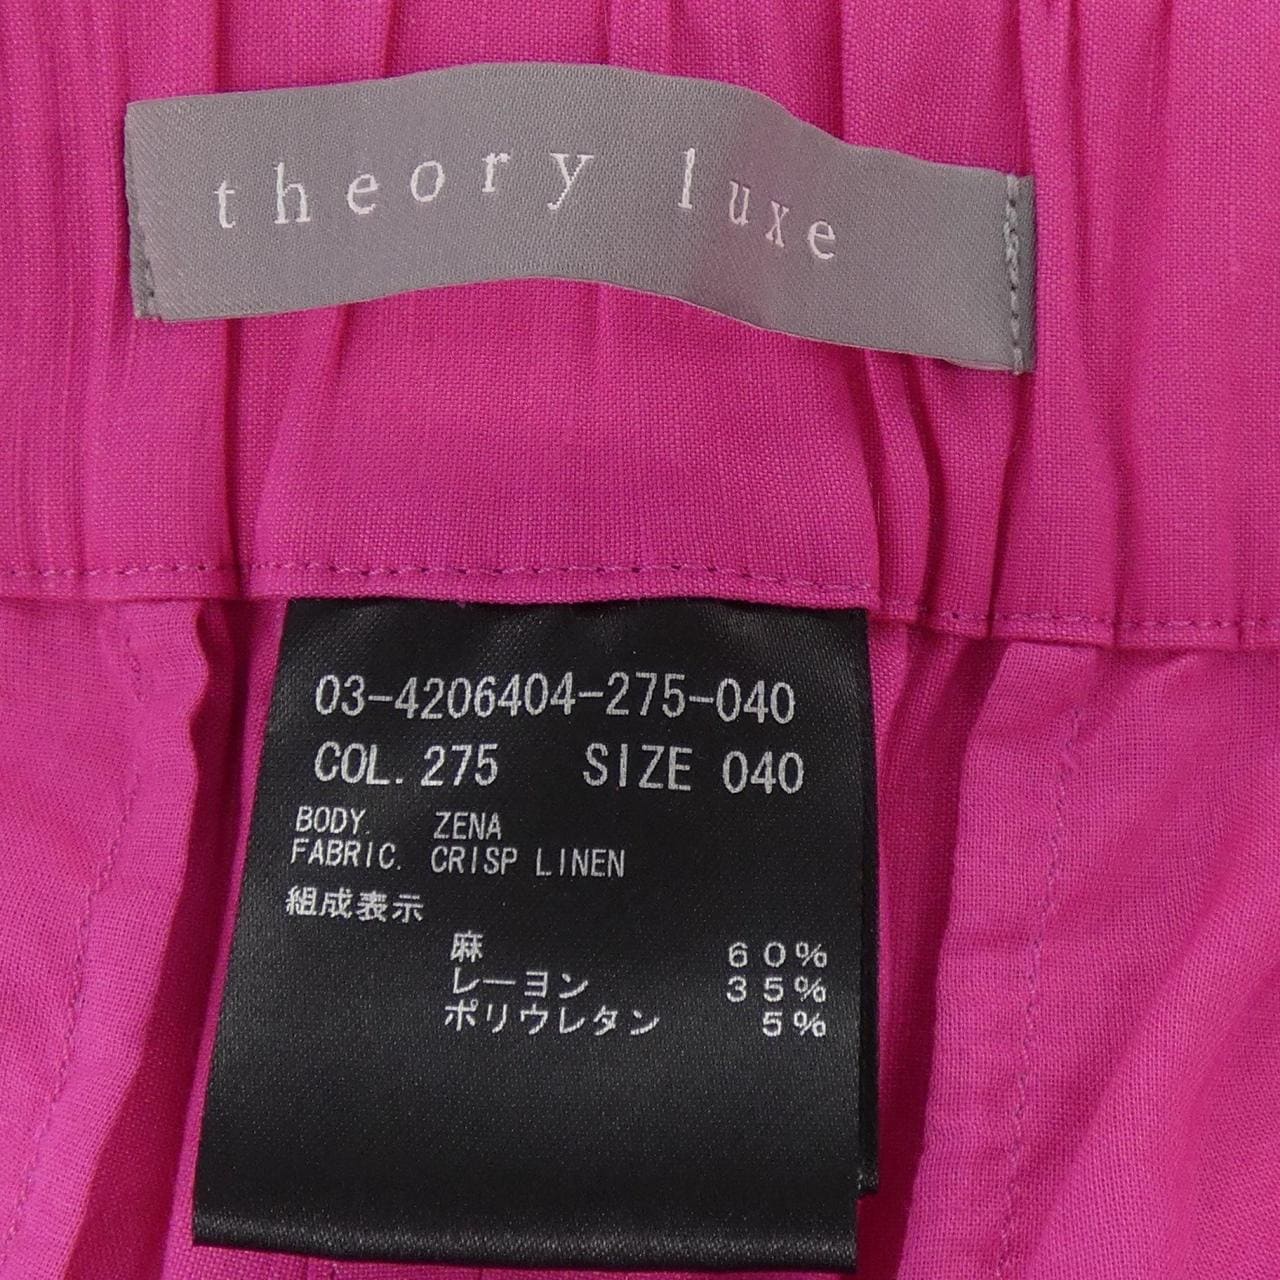 theory luxe
03-4206404-275-040
COL. 275 SIZE 040
BODY. ZENA
FABRIC. CRISP LINEN
組成表示
麻 60%
レーヨン 35%
ポリウレタン 5%